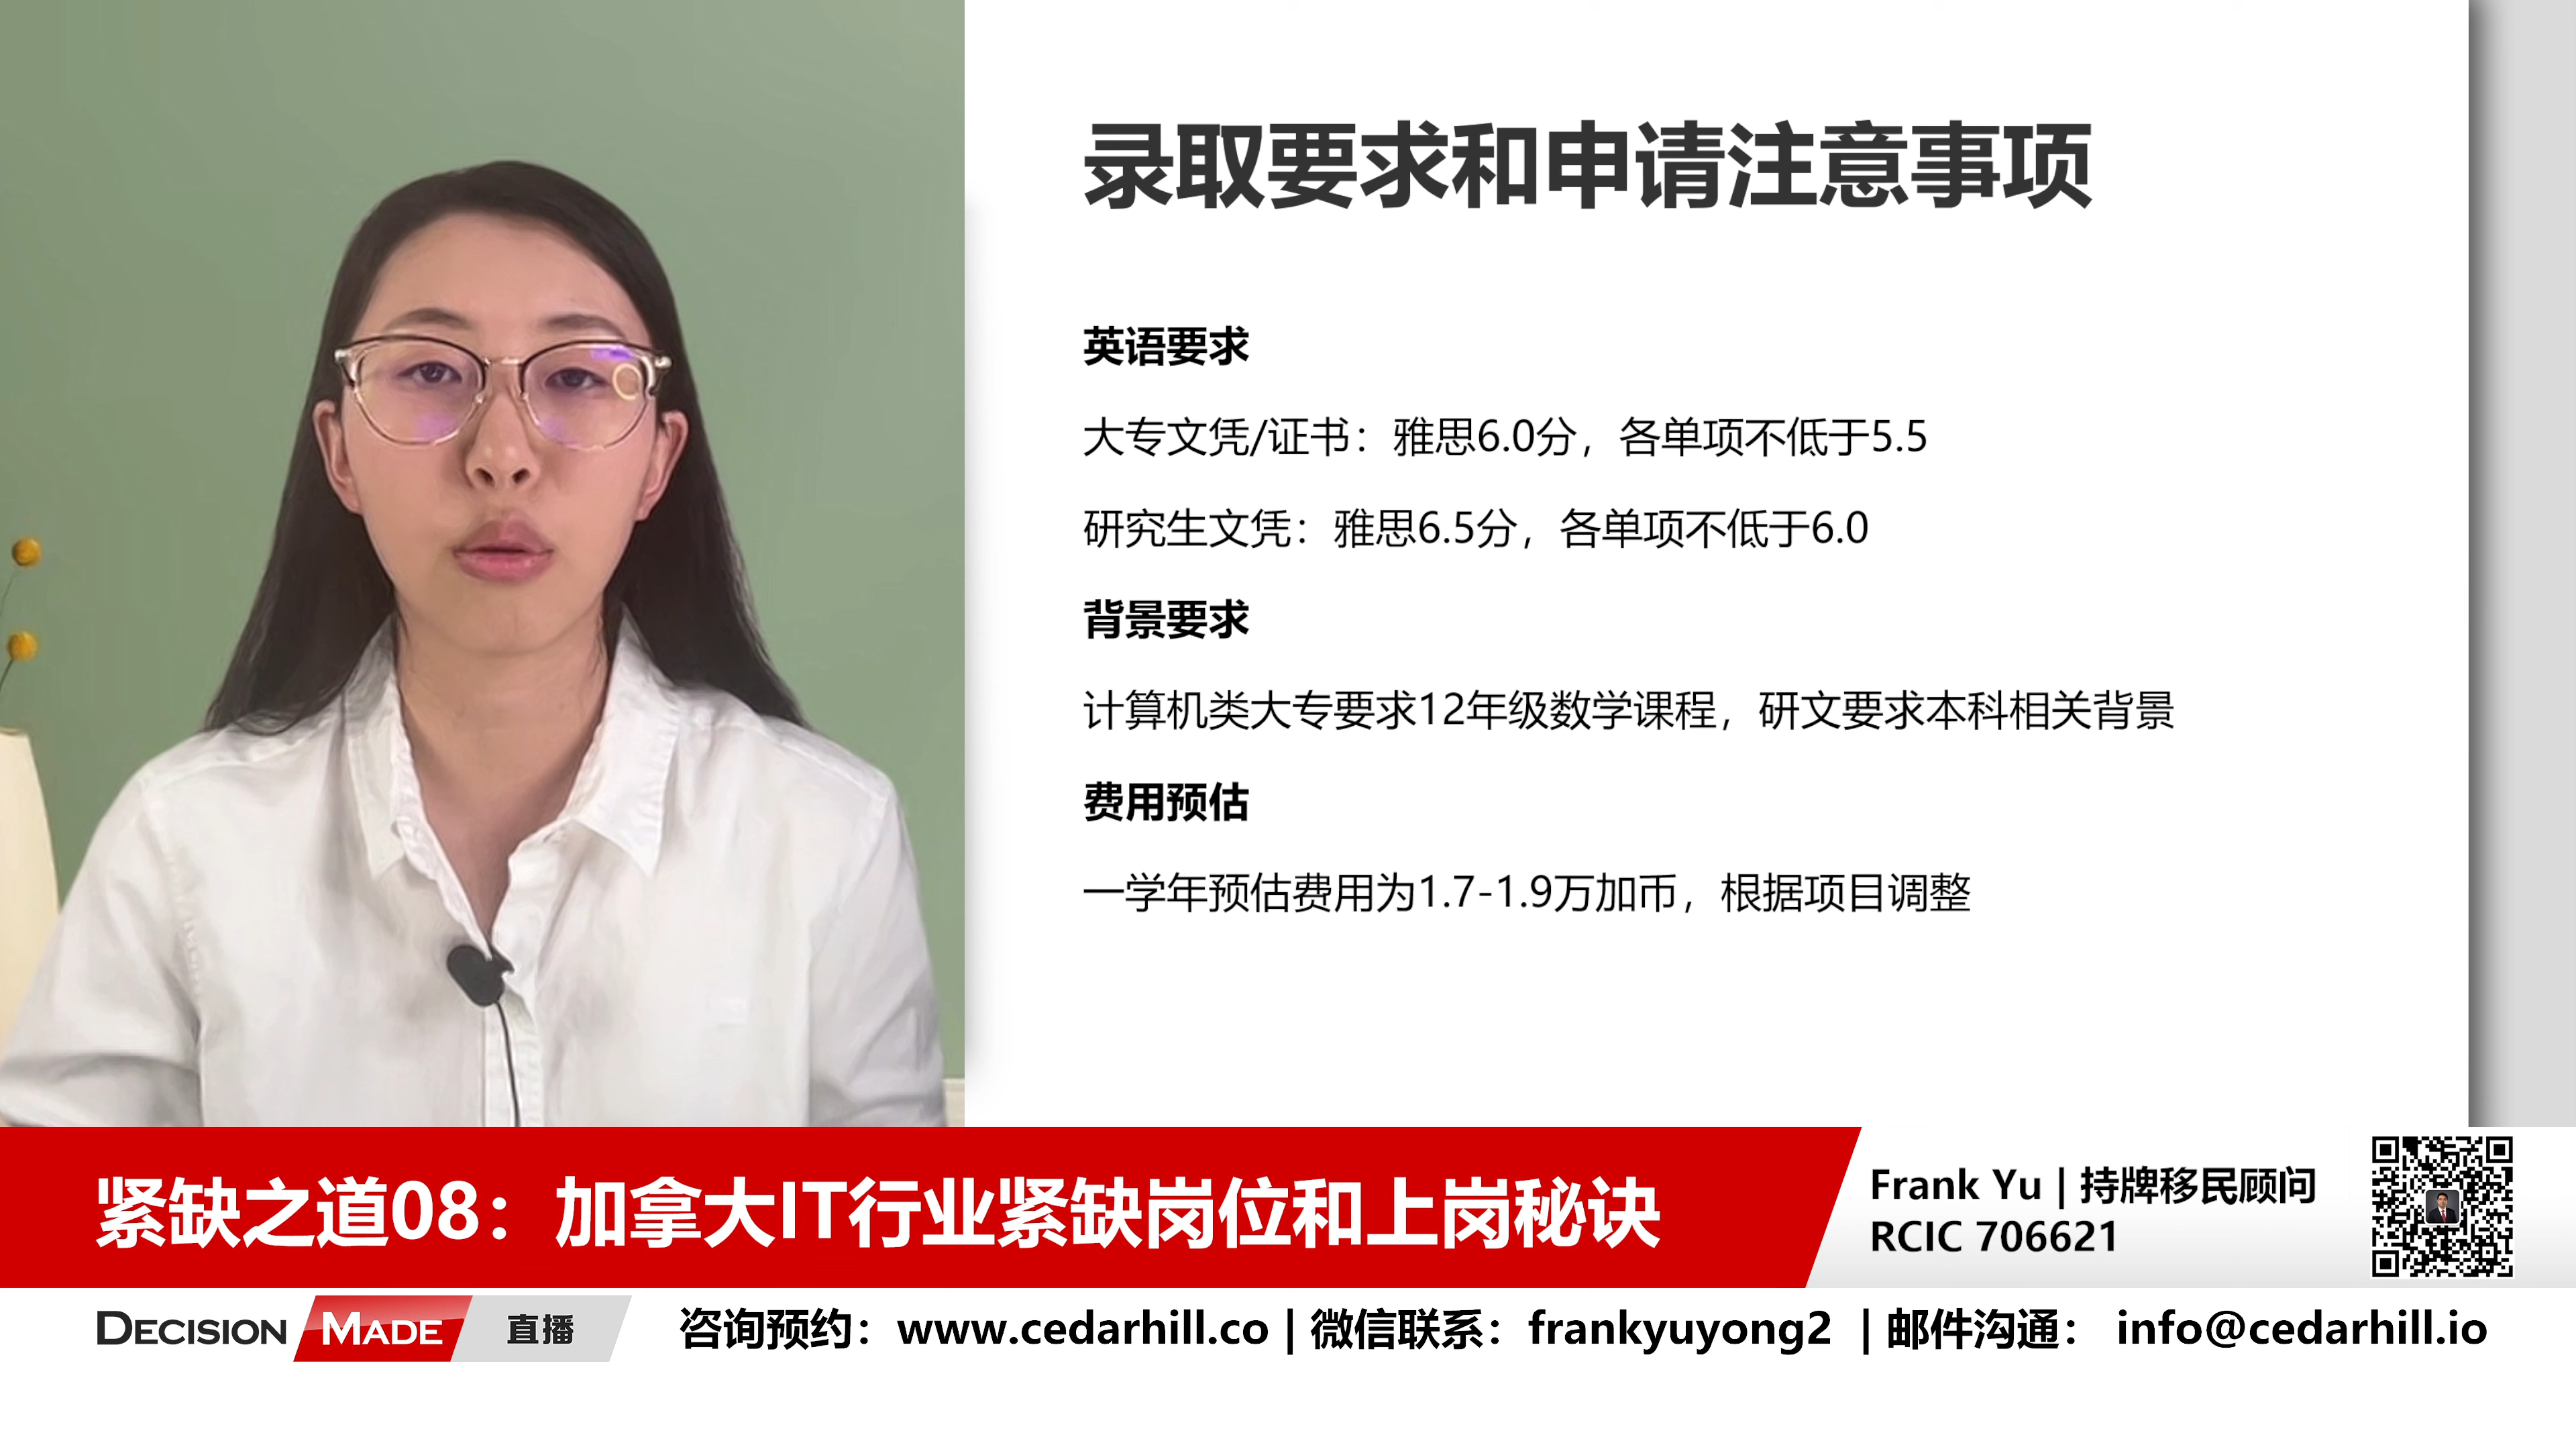 录取要求和申请注意事项
英语要求
大专文凭/证书：雅思6.0分，各单项不低于5.5
研究生文凭：雅思6.5分，各单项不低于6.0
背景要求
计算机类大专要求12年级数学课程，研文要求本科相关背景
费用预估
一学年预估费用为1.7-1.9万加币，根据项目调整
紧缺之道08：加拿大IT行业紧缺岗位和上岗秘诀
Frank Yu | 持牌移民顾问
RCIC 706621
DECISION MADE 直播
咨询预约：www.cedarhill.co | 微信联系：frankyuyong2 | 邮件沟通： info@cedarhill.io